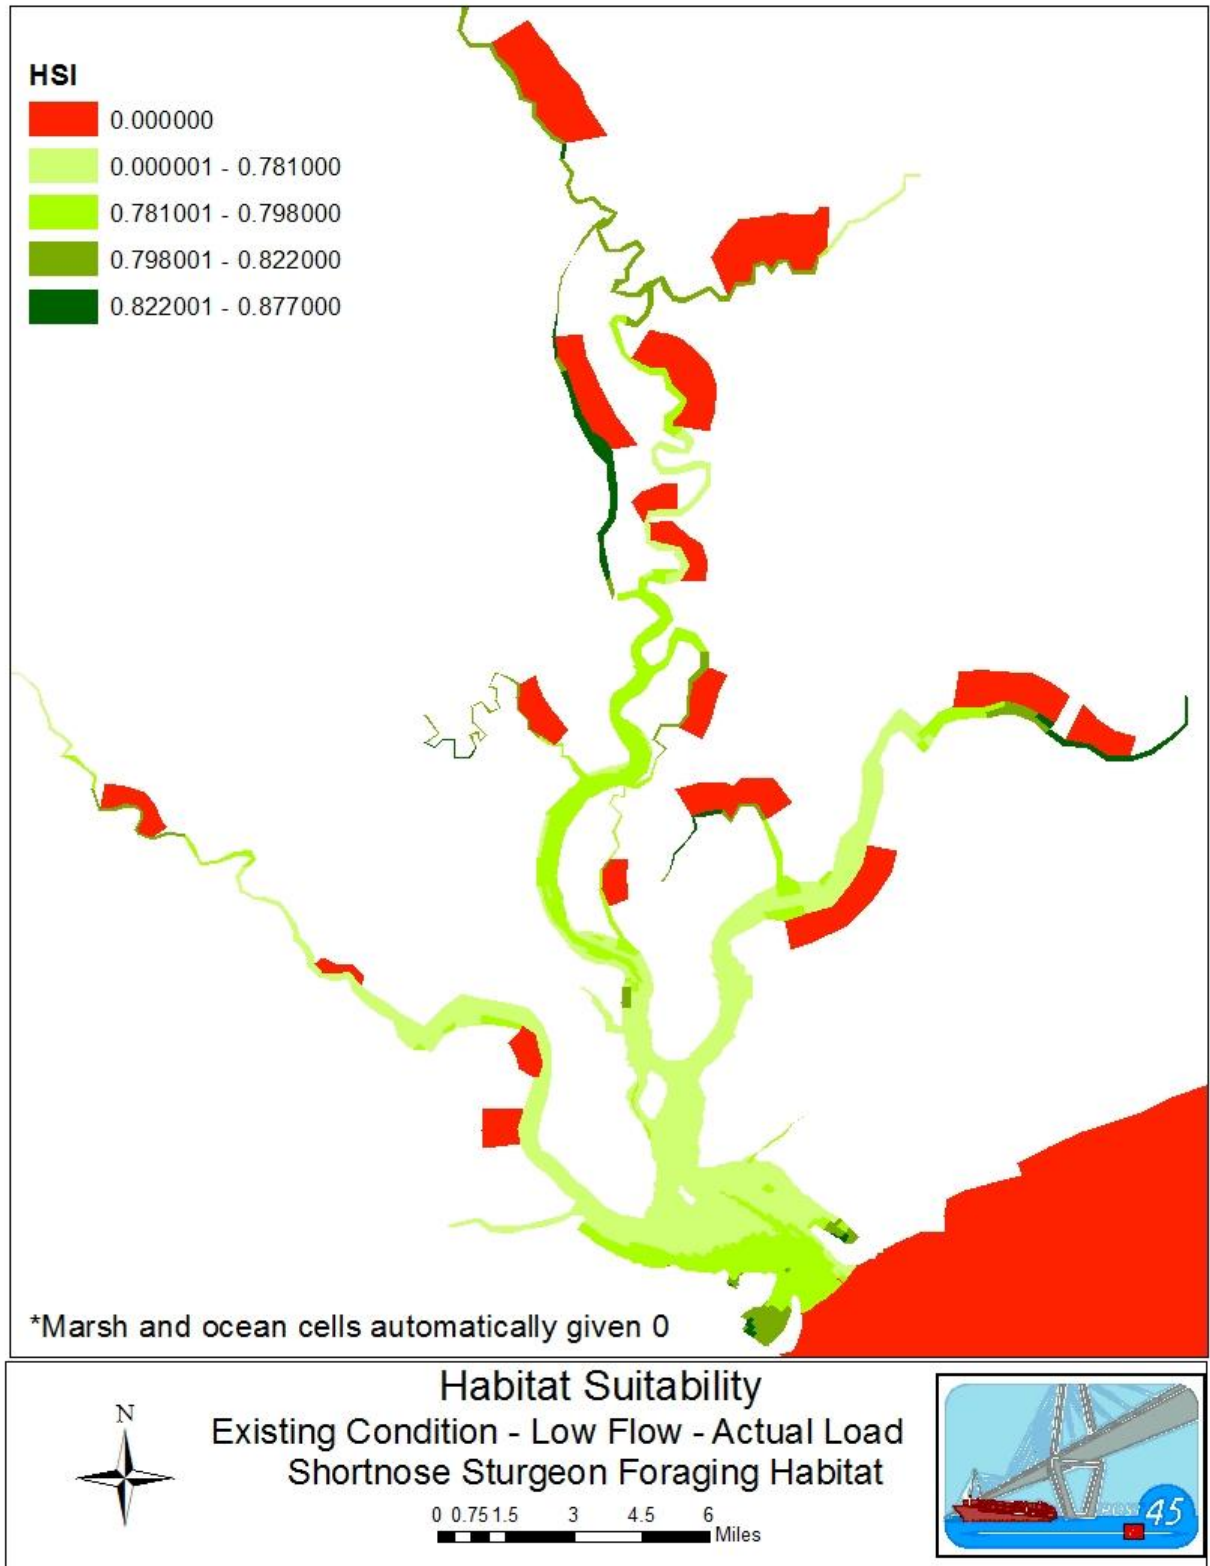 HSI
0.000000
0.000001 - 0.781000
0.781001 - 0.798000
0.798001 - 0.822000
0.822001 - 0.877000
*Marsh and ocean cells automatically given 0
N
Habitat Suitability
Existing Condition - Low Flow - Actual Load
Shortnose Sturgeon Foraging Habitat
0 0.75 1.5 3 4.5 6
Miles
45